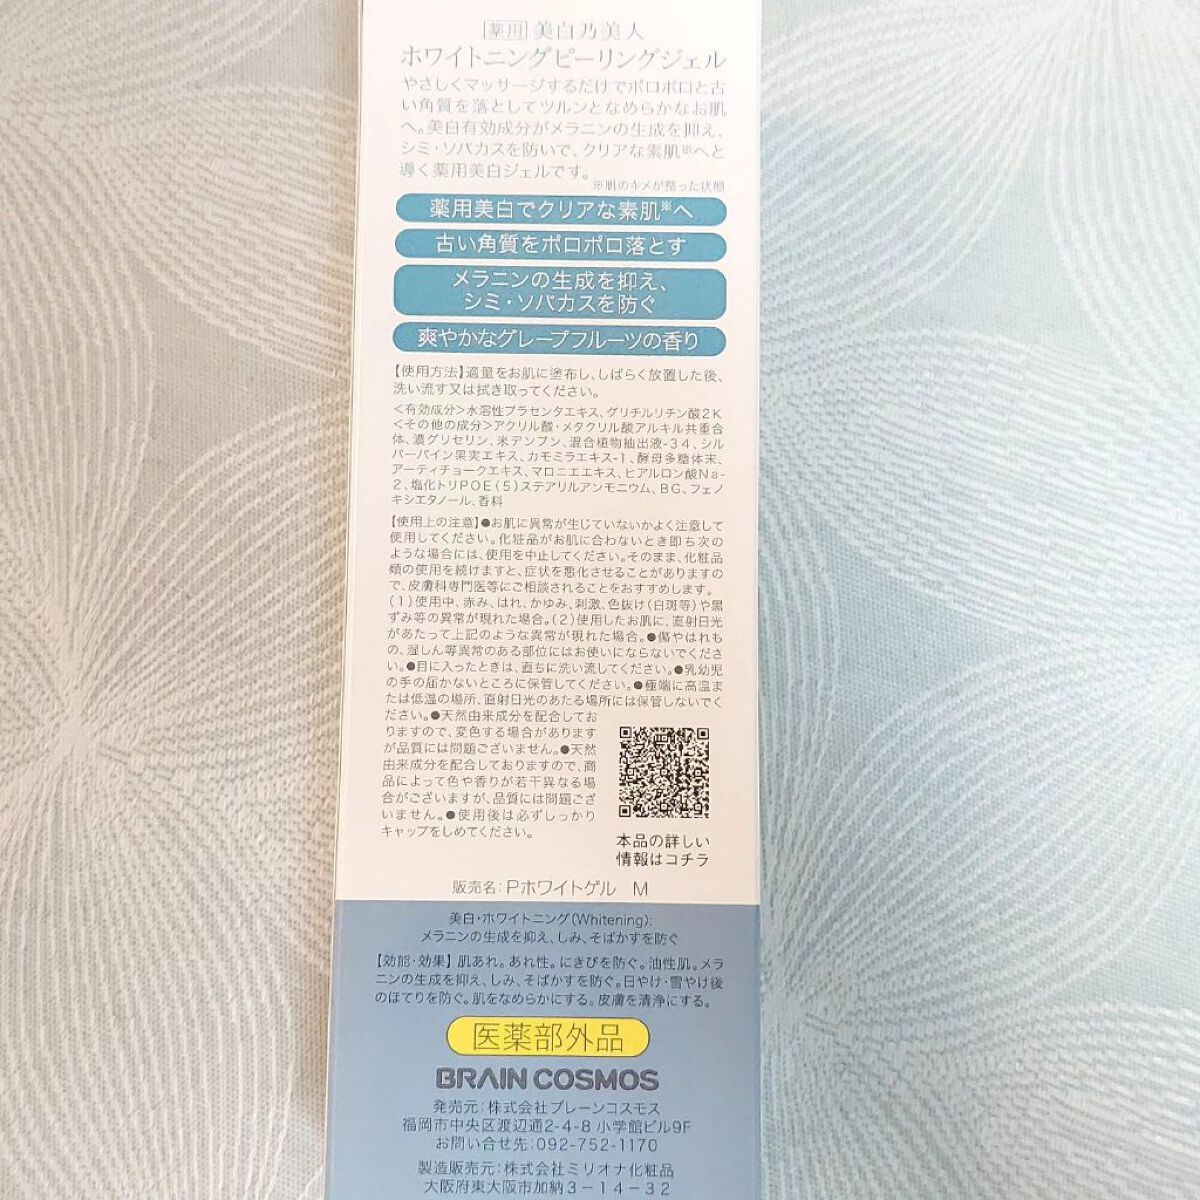 薬用 美白乃美人
ホワイトニングピーリングジェル
やさしくマッサージするだけでポロポロと古
い角質を落としてツルンとなめらかなお肌
へ。美白有効成分がメラニンの生成を抑え、
シミ・ソバカスを防いで、クリアな素肌※へと
導く薬用美白ジェルです。
※肌のキメが整った状態
薬用美白でクリアな素肌※へ
古い角質をポロポロ落とす
メラニンの生成を抑え、
シミ・ソバカスを防ぐ
爽やかなグレープフルーツの香り
【使用方法】適量をお肌に塗布し、しばらく放置した後、
洗い流す又は拭き取ってください。
<有効成分>水溶性プラセンタエキス、グリチルリチン酸2K
<その他の成分>アクリル酸・メタクリル酸アルキル共重合
体、濃グリセリン、米デンプン、混合植物抽出液-34、シル
バーバイン果実エキス、カモミラエキス-1、酵母多糖体末、
アーティチョークエキス、マロニエエキス、ヒアルロン酸Na-
2、塩化トリPOE(5)ステアリルアンモニウム、BG、フェノ
キシエタノール、香料
【使用上の注意】●お肌に異常が生じていないかよく注意して
使用してください。化粧品がお肌に合わないとき即ち次の
ような場合には、使用を中止してください。そのまま、化粧品
類の使用を続けますと、症状を悪化させることがありますの
で、皮膚科専門医等にご相談されることをおすすめします。
(1)使用中、赤み、はれ、かゆみ、刺激、色抜け(白斑等)や黒
ずみ等の異常が現れた場合。(2)使用したお肌に、直射日光
があたって上記のような異常が現れた場合。●傷やはれも
の、湿しん等異常のある部位にはお使いにならないでくださ
い。●目に入ったときは、直ちに洗い流してください。●乳幼児
の手の届かないところに保管してください。●極端に高温ま
たは低温の場所、直射日光のあたる場所には保管しないでく
ださい。●天然由来成分を配合してお
りますので、変色する場合があります
が品質には問題ございません。●天然
由来成分を配合しておりますので、商
品によって色や香りが若干異なる場
合がございますが、品質には問題ござ
いません。●使用後は必ずしっかり
キャップをしめてください。
本品の詳しい
情報はコチラ
販売名:Pホワイトゲル M
美白・ホワイトニング(Whitening):
メラニンの生成を抑え、しみ、そばかすを防ぐ
【効能・効果】肌あれ。あれ性。にきびを防ぐ。油性肌。メラ
ニンの生成を抑え、しみ、そばかすを防ぐ。日やけ・雪やけ後
のほてりを防ぐ。肌をなめらかにする。皮膚を清浄にする。
医薬部外品
BRAIN COSMOS
発売元:株式会社ブレーンコスモス
福岡市中央区渡辺通2-4-8 小学館ビル9F
お問い合せ先:092-752-1170
製造販売元:株式会社ミリオナ化粧品
大阪府東大阪市加納3-14-32